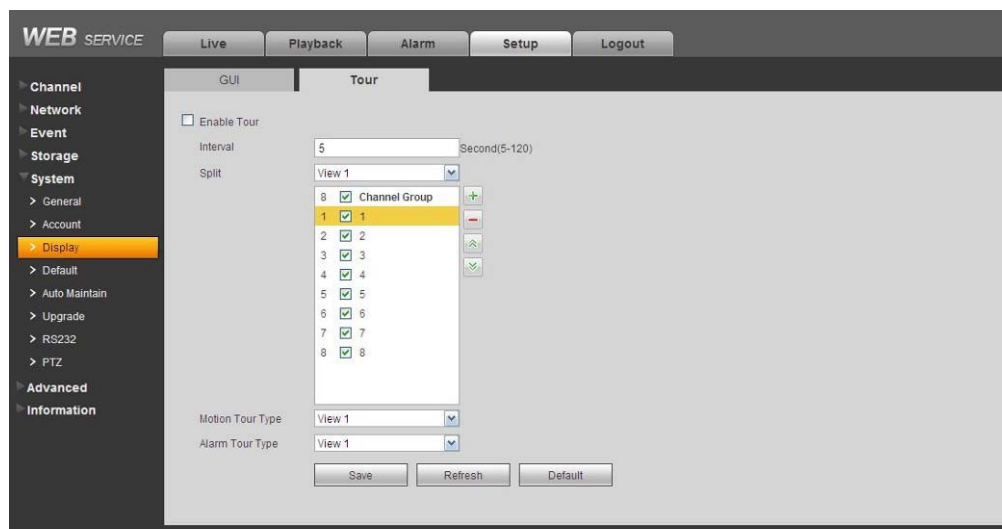 WEB SERVICE
Live Playback Alarm Setup Logout
GUI Tour
Channel
Network
Event
Storage
System
> General
> Account
> Display
> Default
> Auto Maintain
> Upgrade
> RS232
> PTZ
Advanced
Information
Enable Tour
Interval 5 Second(5-120)
Split View 1
8 Channel Group
1 1
2 2
3 3
4 4
5 5
6 6
7 7
8 8
Motion Tour Type View 1
Alarm Tour Type View 1
Save Refresh Default